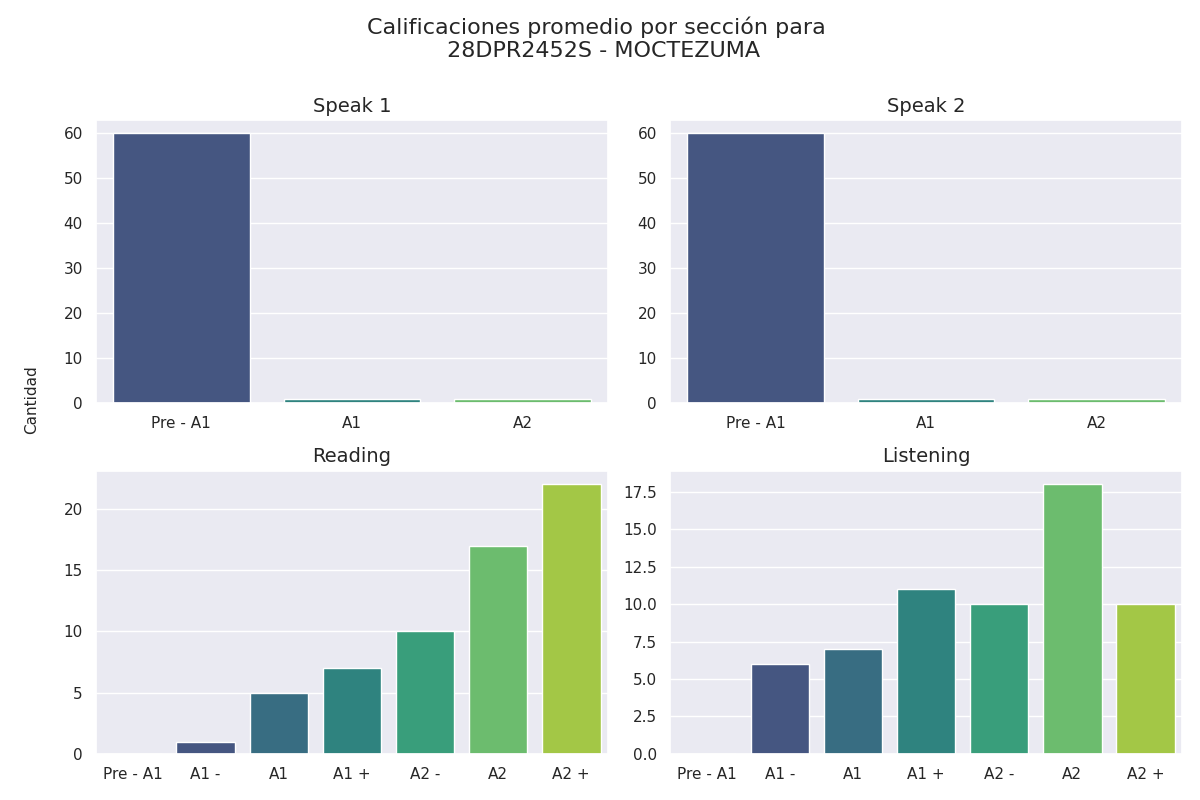 Calificaciones promedio por sección para
28DPR2452S - MOCTEZUMA
Speak 1
60
50
40
30
20
10
0
Pre - A1 A1 A2
Speak 2
60
50
40
30
20
10
0
Pre - A1 A1 A2
Cantidad
Reading
20
15
10
5
0
Pre - A1 A1 - A1 A1 + A2 - A2 A2 +
Listening
17.5
15.0
12.5
10.0
7.5
5.0
2.5
0.0
Pre - A1 A1 - A1 A1 + A2 - A2 A2 +